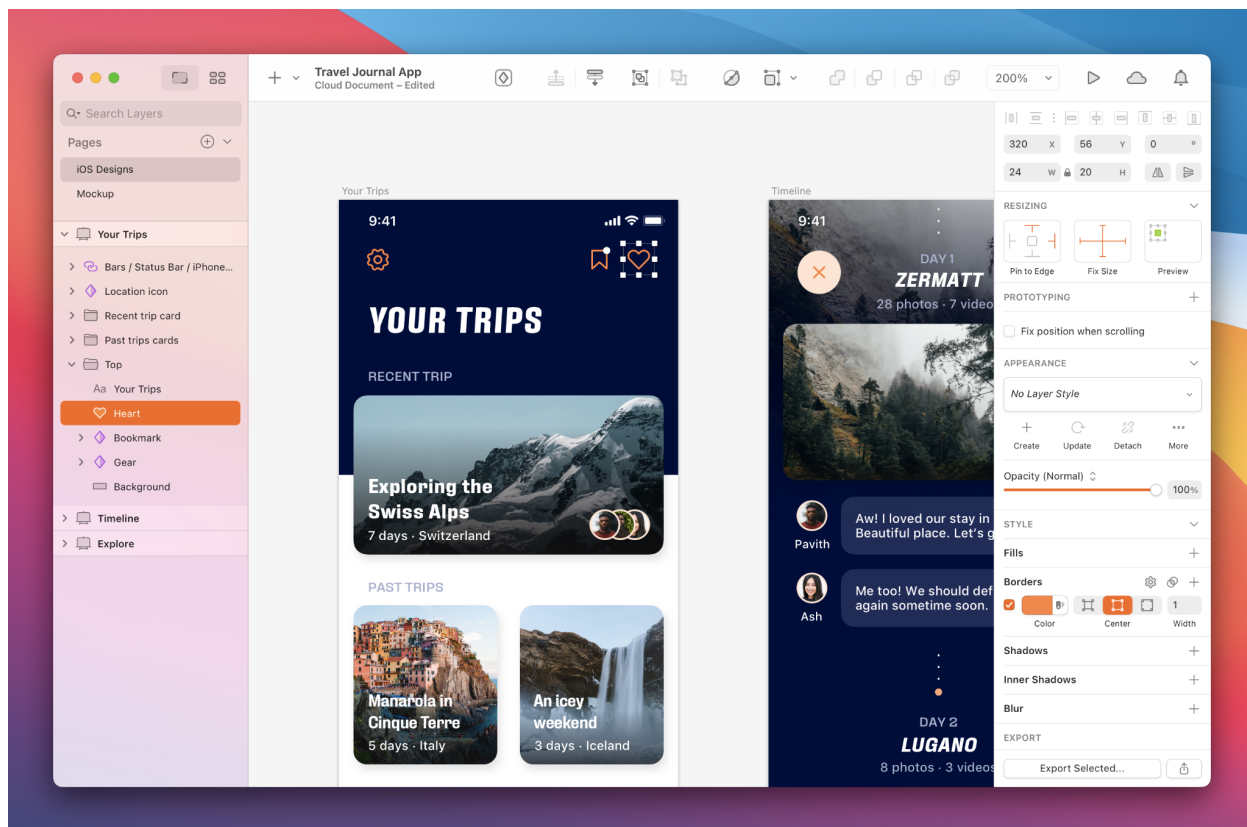 Travel Journal App
Cloud Document – Edited
200%
Search Layers
Pages
iOS Designs
Mockup
Your Trips
Bars / Status Bar / iPhone...
Location icon
Recent trip card
Past trips cards
Top
Aa Your Trips
Heart
Bookmark
Gear
Background
Timeline
Explore
Your Trips
9:41
YOUR TRIPS
RECENT TRIP
Exploring the
Swiss Alps
7 days · Switzerland
PAST TRIPS
Manarola in
Cinque Terre
5 days · Italy
An icey
weekend
3 days · Iceland
Timeline
9:41
DAY 1
ZERMATT
28 photos · 7 video
Aw! I loved our stay in
Beautiful place. Let's g
Pavith
Me too! We should def
again sometime soon.
Ash
DAY 2
LUGANO
8 photos · 3 videos
320 X 56 Y 0 °
24 W 20 H
RESIZING
Pin to Edge Fix Size Preview
PROTOTYPING
Fix position when scrolling
APPEARANCE
No Layer Style
Create Update Detach More
Opacity (Normal)
100%
STYLE
Fills
Borders
1
Color Center Width
Shadows
Inner Shadows
Blur
EXPORT
Export Selected...